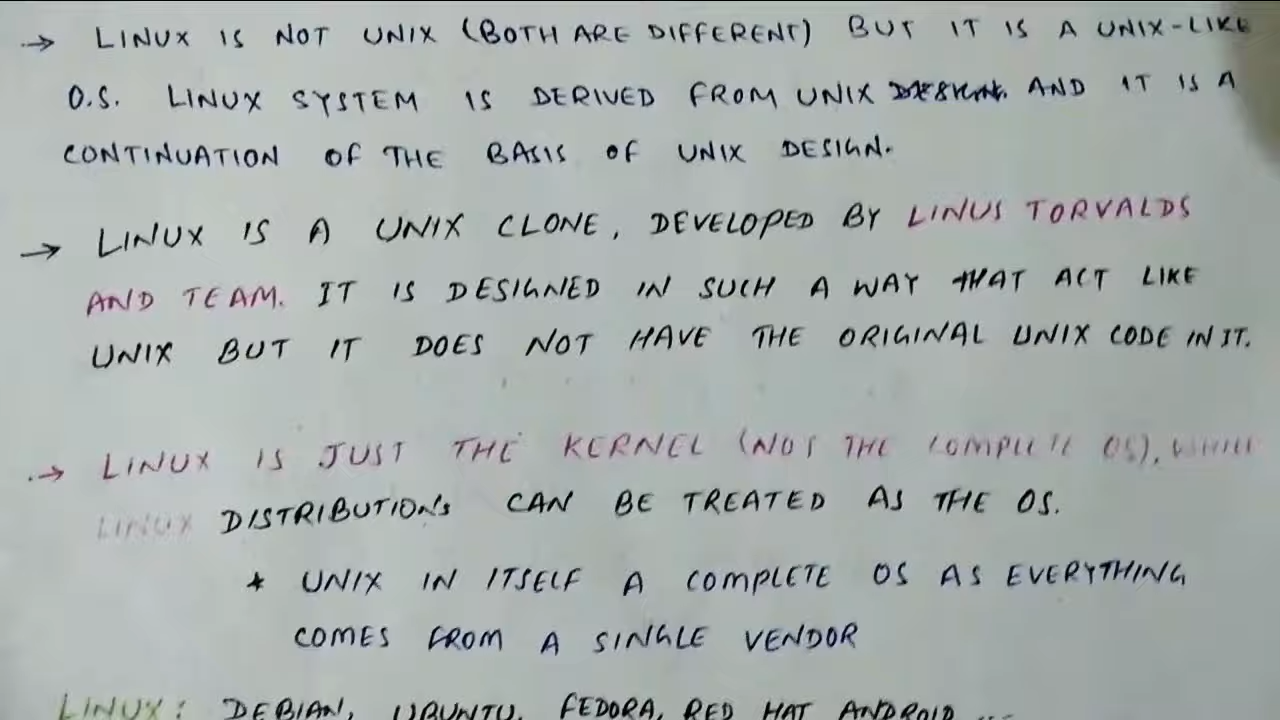 → LINUX IS NOT UNIX (BOTH ARE DIFFERENT) BUT IT IS A UNIX-LIKE
O.S. LINUX SYSTEM IS DERIVED FROM UNIX AND IT IS A
CONTINUATION OF THE BASIS OF UNIX DESIGN.
→ LINUX IS A UNIX CLONE, DEVELOPED BY LINUS TORVALDS
AND TEAM. IT IS DESIGNED IN SUCH A WAY THAT ACT LIKE
UNIX BUT IT DOES NOT HAVE THE ORIGINAL UNIX CODE IN IT.
→ LINUX IS JUST THE KERNEL (NOT THE COMPLETE OS), WHILE
LINUX DISTRIBUTIONS CAN BE TREATED AS THE OS.
* UNIX IN ITSELF A COMPLETE OS AS EVERYTHING
COMES FROM A SINGLE VENDOR
LINUX: DEBIAN, UBUNTU, FEDORA, RED HAT ANDROID ...